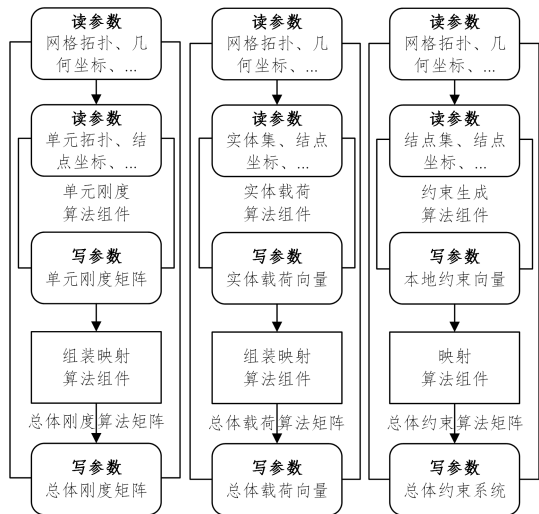 读参数
网格拓扑、几
何坐标、...
读参数
单元拓扑、结
点坐标、...
单元刚度
算法组件
写参数
单元刚度矩阵
组装映射
算法组件
总体刚度算法矩阵
写参数
总体刚度矩阵
读参数
网格拓扑、几
何坐标、...
读参数
实体集、结点
坐标、...
实体载荷
算法组件
写参数
实体载荷向量
组装映射
算法组件
总体载荷算法矩阵
写参数
总体载荷向量
读参数
网格拓扑、几
何坐标、...
读参数
结点集、结点
坐标、...
约束生成
算法组件
写参数
本地约束向量
映射
算法组件
总体约束算法矩阵
写参数
总体约束系统